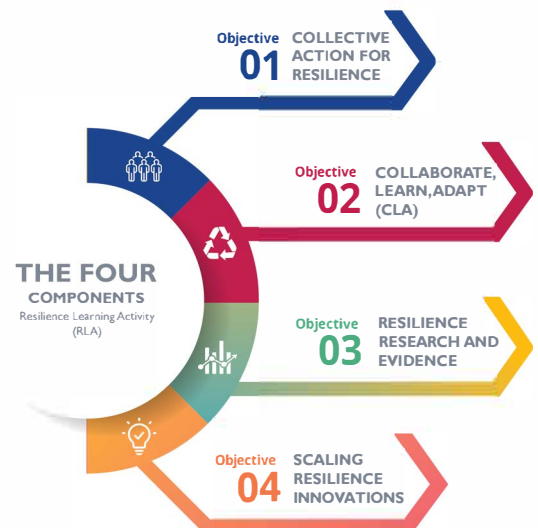 Objective
01
COLLECTIVE
ACTION FOR
RESILIENCE
Objective
02
COLLABORATE,
LEARN,ADAPT
(CLA)
THE FOUR
COMPONENTS
Resilience Learning Activity
(RLA)
Objective
03
RESILIENCE
RESEARCH AND
EVIDENCE
Objective
04
SCALING
RESILIENCE
INNOVATIONS